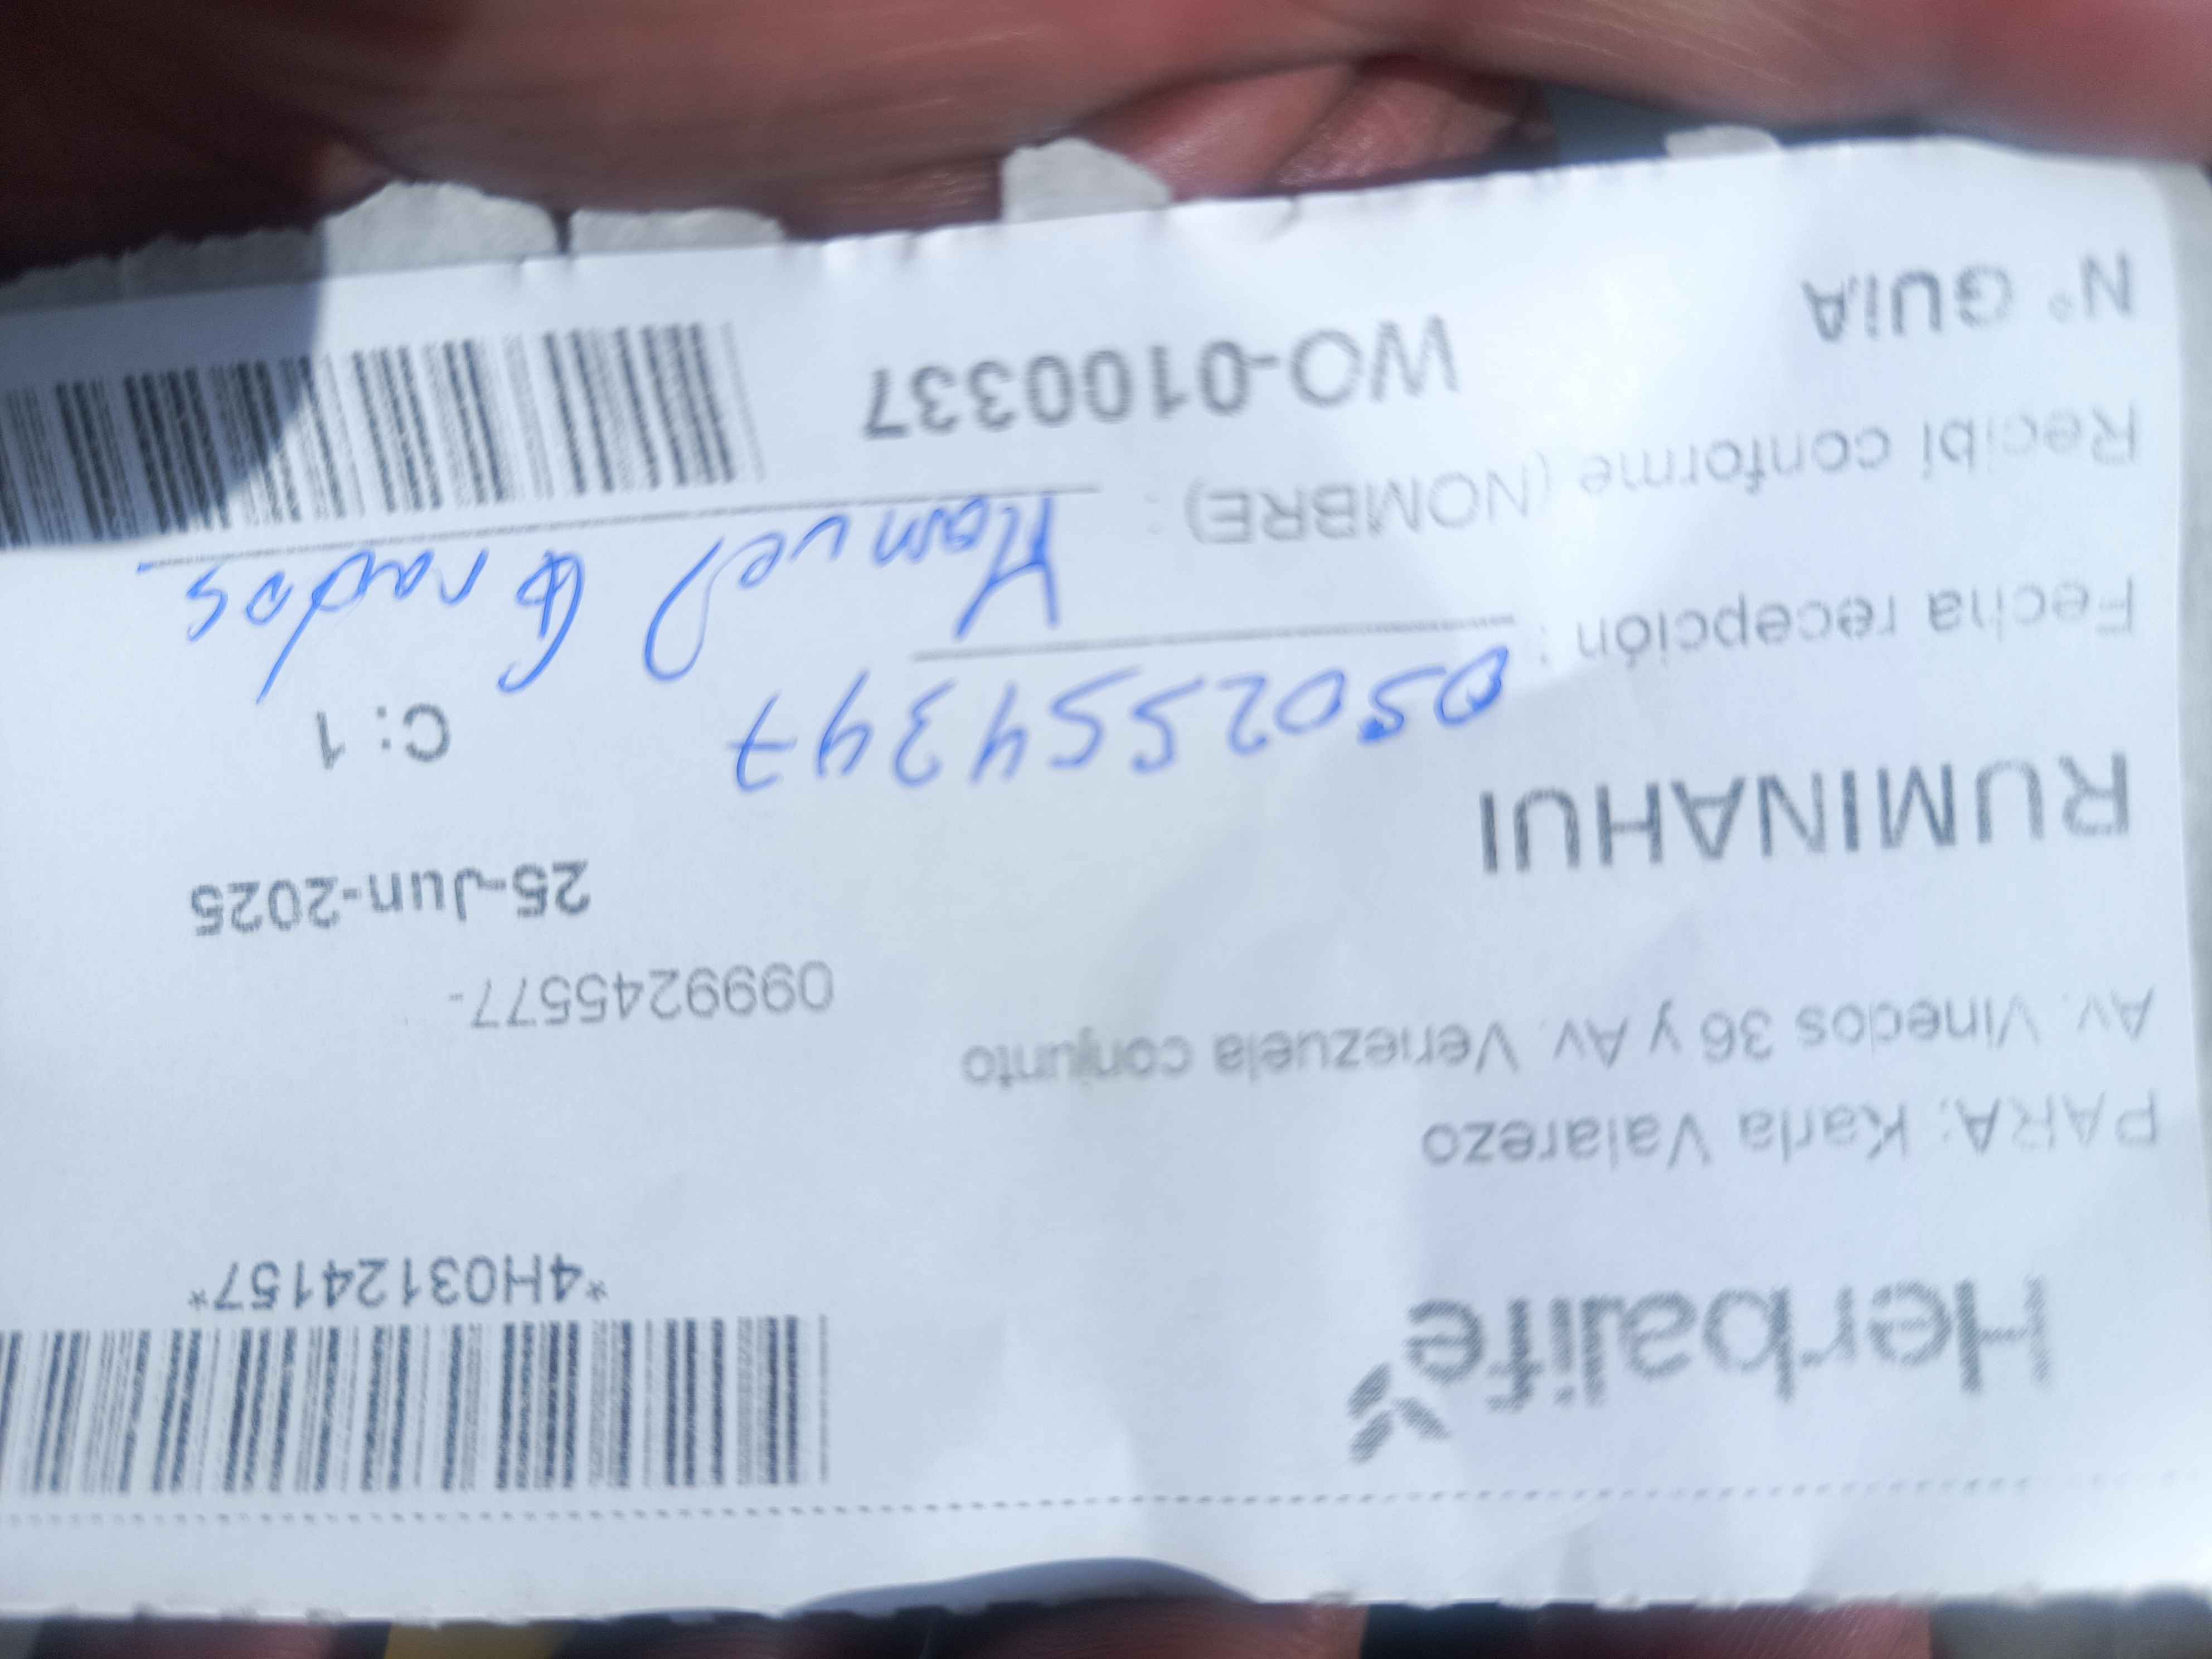 Herbalife
*4H03124157*
PARA: Karla Valarezo
Av. Vinedos 36 y Av. Venezuela conjunto
0999245577-
25-Jun-2025
RUMINAHUI
C: 1
0502554397
Fecha recepción :
Recibí conforme (NOMBRE) : Manuel
N° GUIA WO-0100337